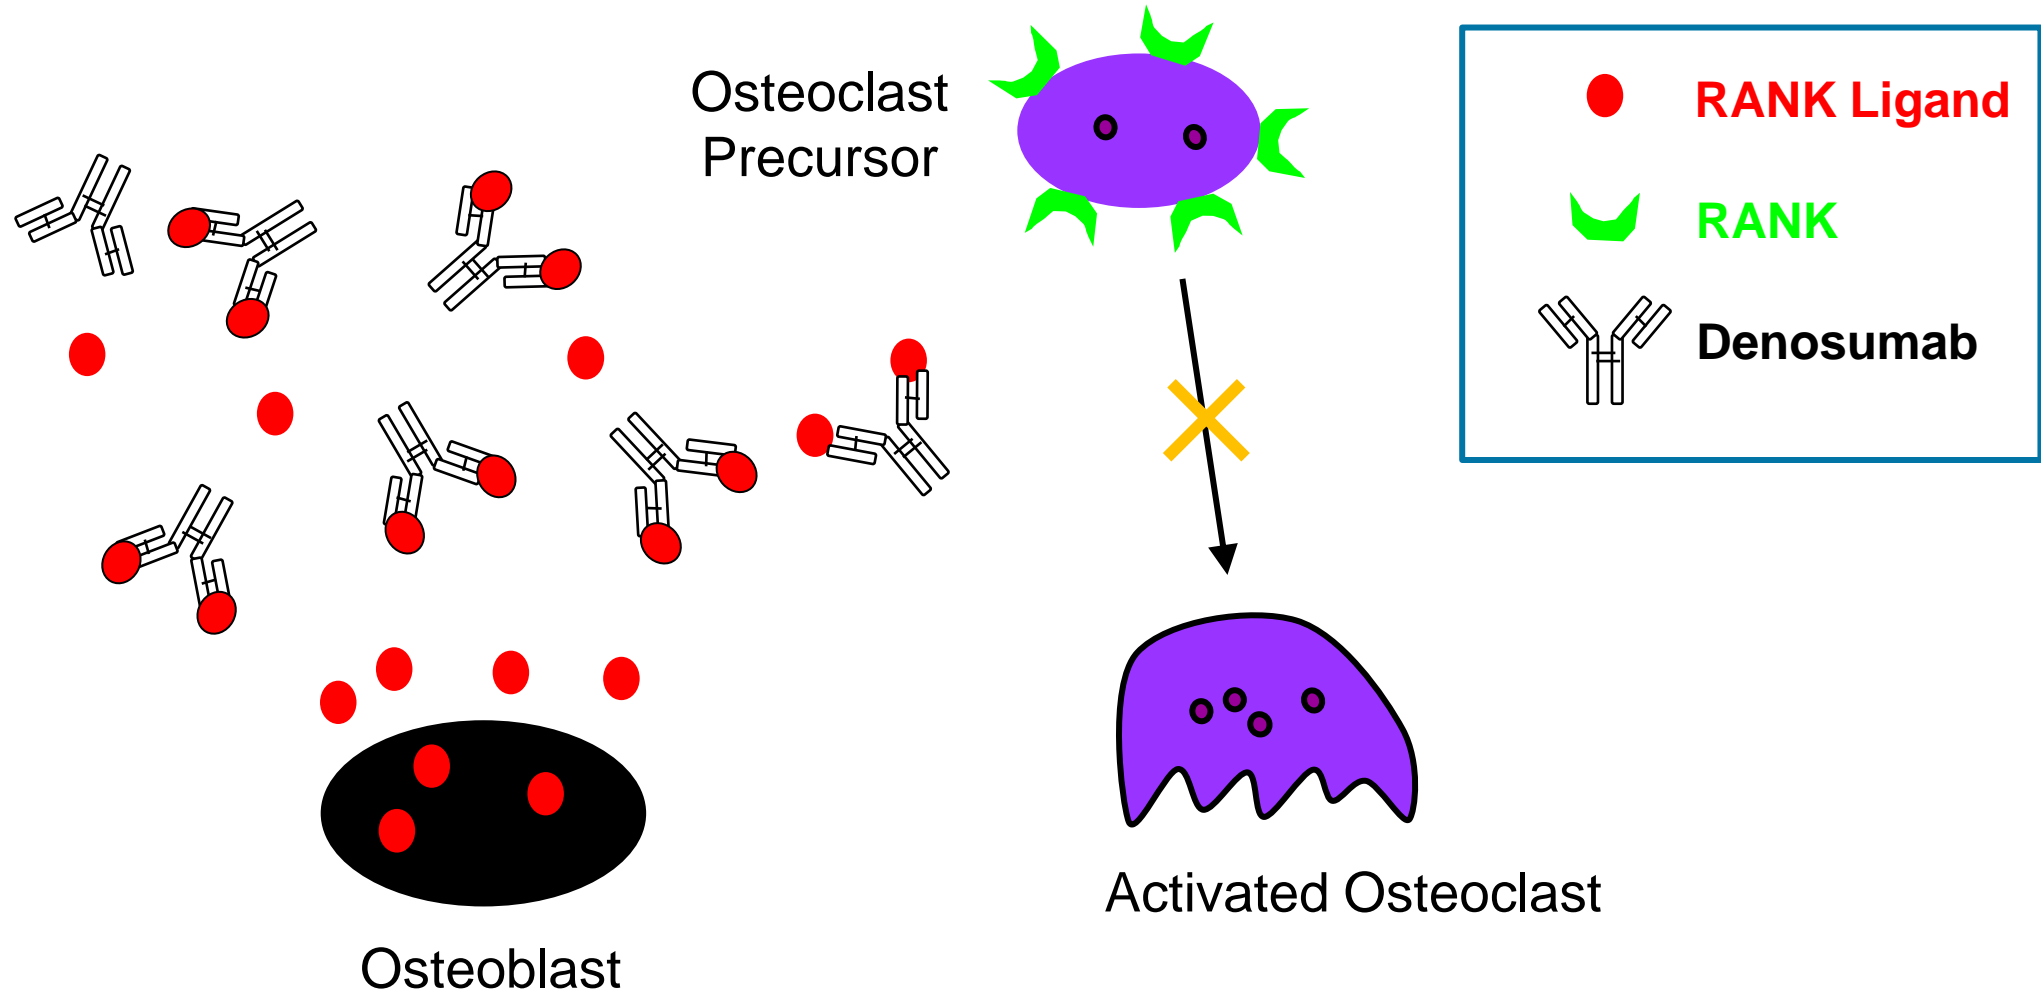 Osteoclast
Precursor
RANK Ligand
RANK
Denosumab
Activated Osteoclast
Osteoblast